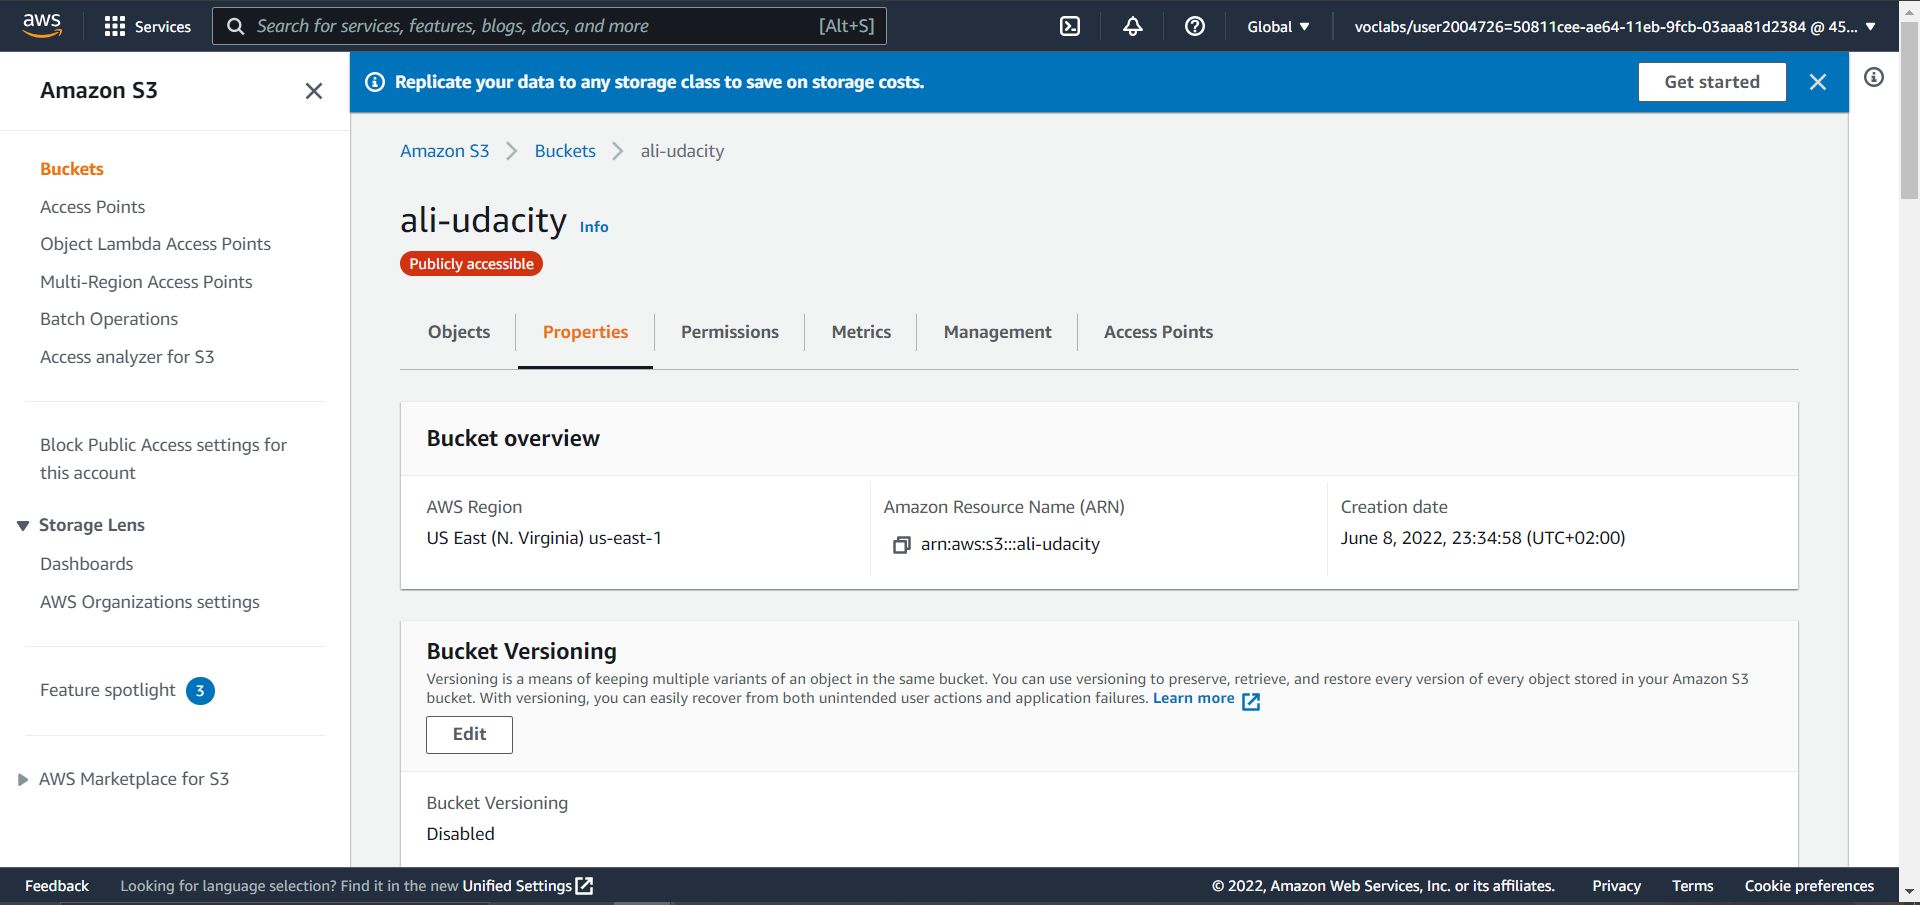 aws
Services
Search for services, features, blogs, docs, and more
[Alt+S]
Global
voclabs/user2004726=50811cee-ae64-11eb-9fcb-03aaa81d2384 @ 45...
Amazon S3
Buckets
Access Points
Object Lambda Access Points
Multi-Region Access Points
Batch Operations
Access analyzer for S3
Block Public Access settings for
this account
Storage Lens
Dashboards
AWS Organizations settings
Feature spotlight 3
AWS Marketplace for S3
Replicate your data to any storage class to save on storage costs.
Get started
Amazon S3
Buckets
ali-udacity
ali-udacity Info
Publicly accessible
Objects
Properties
Permissions
Metrics
Management
Access Points
Bucket overview
AWS Region
US East (N. Virginia) us-east-1
Amazon Resource Name (ARN)
arn:aws:s3:::ali-udacity
Creation date
June 8, 2022, 23:34:58 (UTC+02:00)
Bucket Versioning
Versioning is a means of keeping multiple variants of an object in the same bucket. You can use versioning to preserve, retrieve, and restore every version of every object stored in your Amazon S3
bucket. With versioning, you can easily recover from both unintended user actions and application failures. Learn more
Edit
Bucket Versioning
Disabled
Feedback
Looking for language selection? Find it in the new Unified Settings
© 2022, Amazon Web Services, Inc. or its affiliates.
Privacy
Terms
Cookie preferences